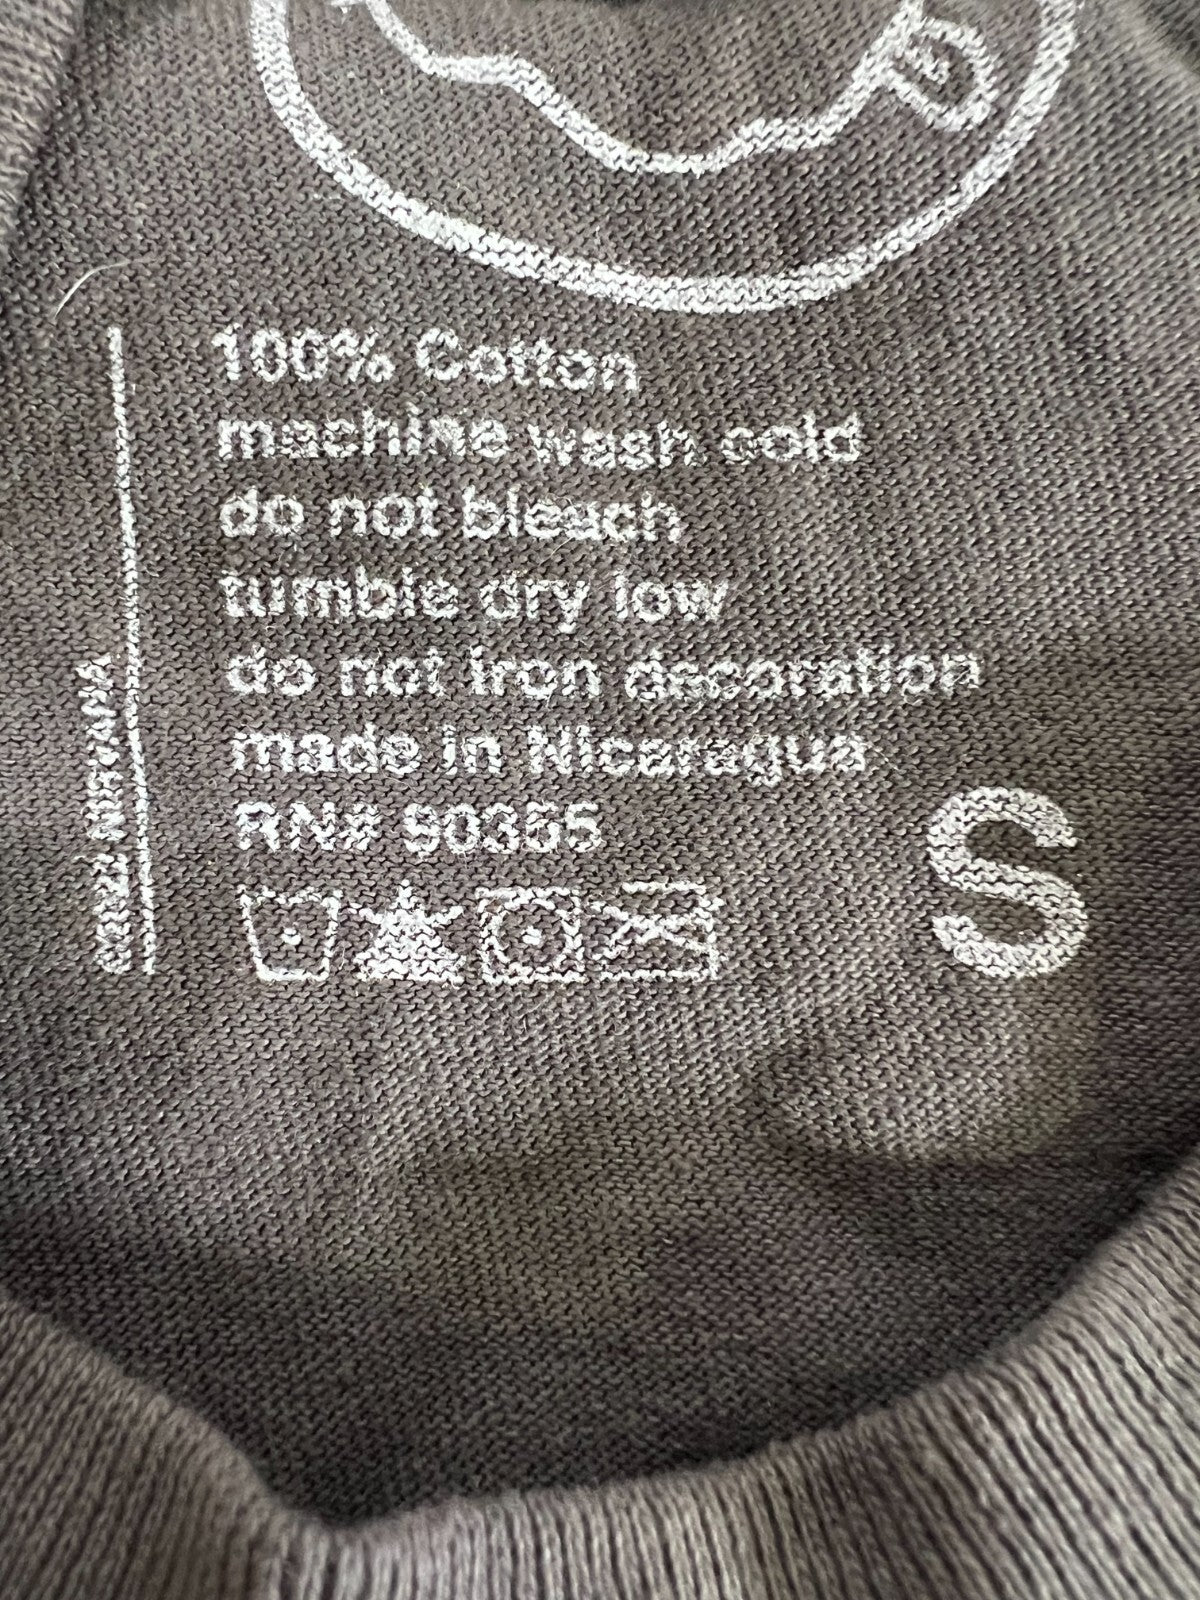 100% Cotton
machine wash cold
do not bleach
tumble dry low
do not iron decoration
made in Nicaragua
RN# 90355
S
NIRVANA